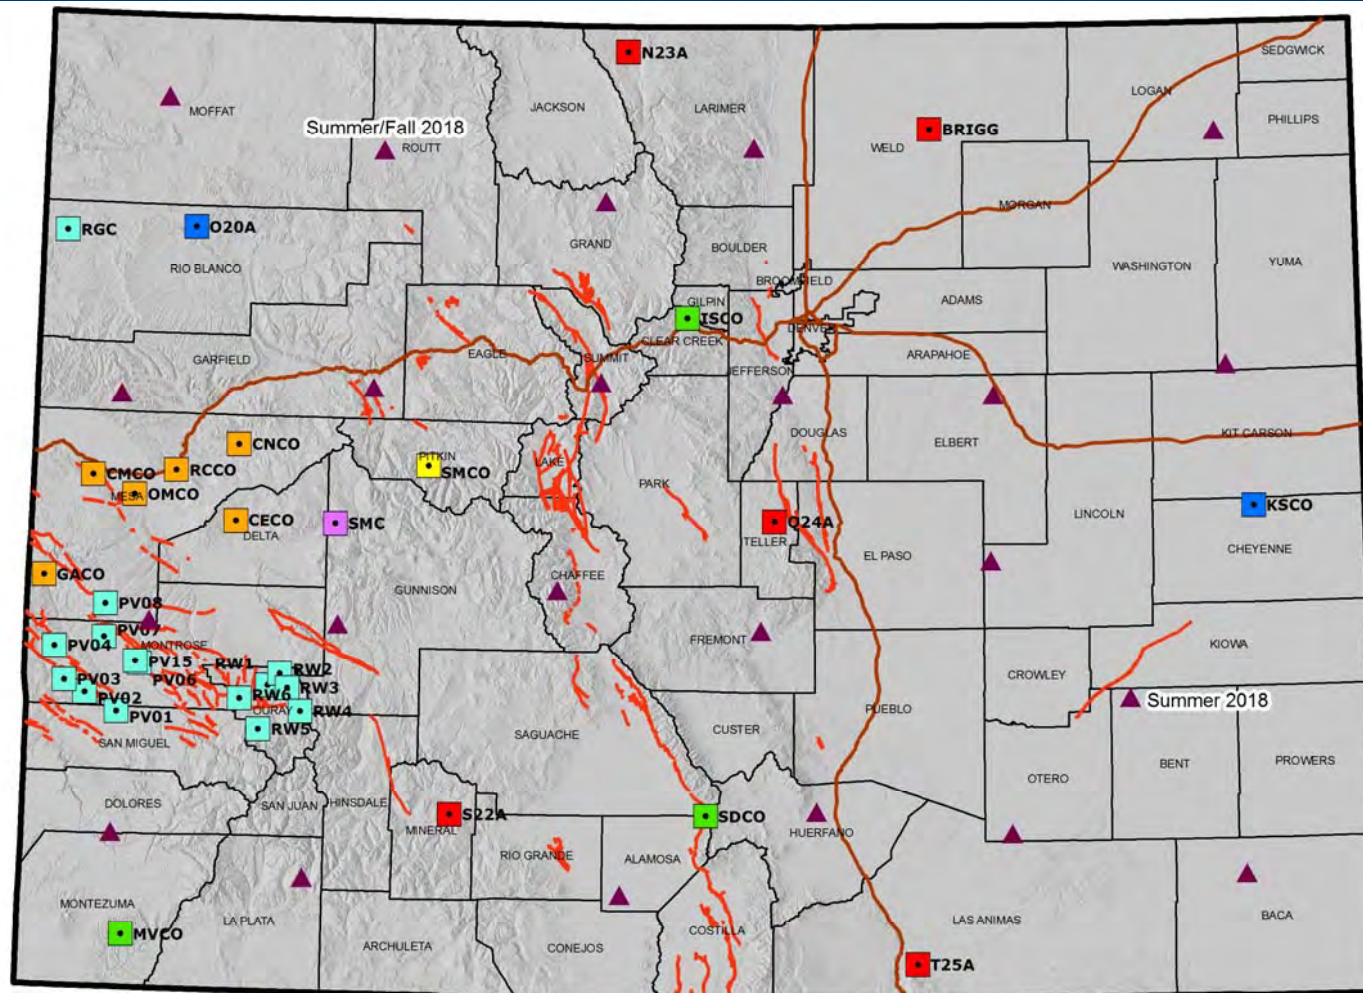 SEDGWICK
N23A
LOGAN
MOFFAT
JACKSON
LARIMER
PHILLIPS
Summer/Fall 2018
BRIGG
ROUTT
WELD
MORGAN
RGC
O20A
GRAND
BOULDER
RIO BLANCO
WASHINGTON
YUMA
BROOMFIELD
ADAMS
GILPIN
ISCO
DENVER
CLEAR CREEK
GARFIELD
EAGLE
SUMMIT
ARAPAHOE
JEFFERSON
DOUGLAS
KIT CARSON
CNCO
ELBERT
PITKIN
CMCO
RCCO
SMCO
LAKE
MESA
OMCO
PARK
KSCO
LINCOLN
CECO
SMC
Q24A
DELTA
TELLER
CHEYENNE
EL PASO
GACO
CHAFFEE
GUNNISON
PV08
PV07
FREMONT
KIOWA
PV04
MONTROSE
PV15
RW1
RW2
CROWLEY
PV03
PV06
RW3
PV02
RW6
Summer 2018
PV01
OURAY
RW4
PUEBLO
RW5
CUSTER
SAN MIGUEL
SAGUACHE
BENT
PROWERS
OTERO
DOLORES
SAN JUAN
HINSDALE
S22A
SDCO
MINERAL
HUERFANO
RIO GRANDE
ALAMOSA
MONTEZUMA
LA PLATA
LAS ANIMAS
BACA
MVCO
COSTILLA
ARCHULETA
CONEJOS
T25A